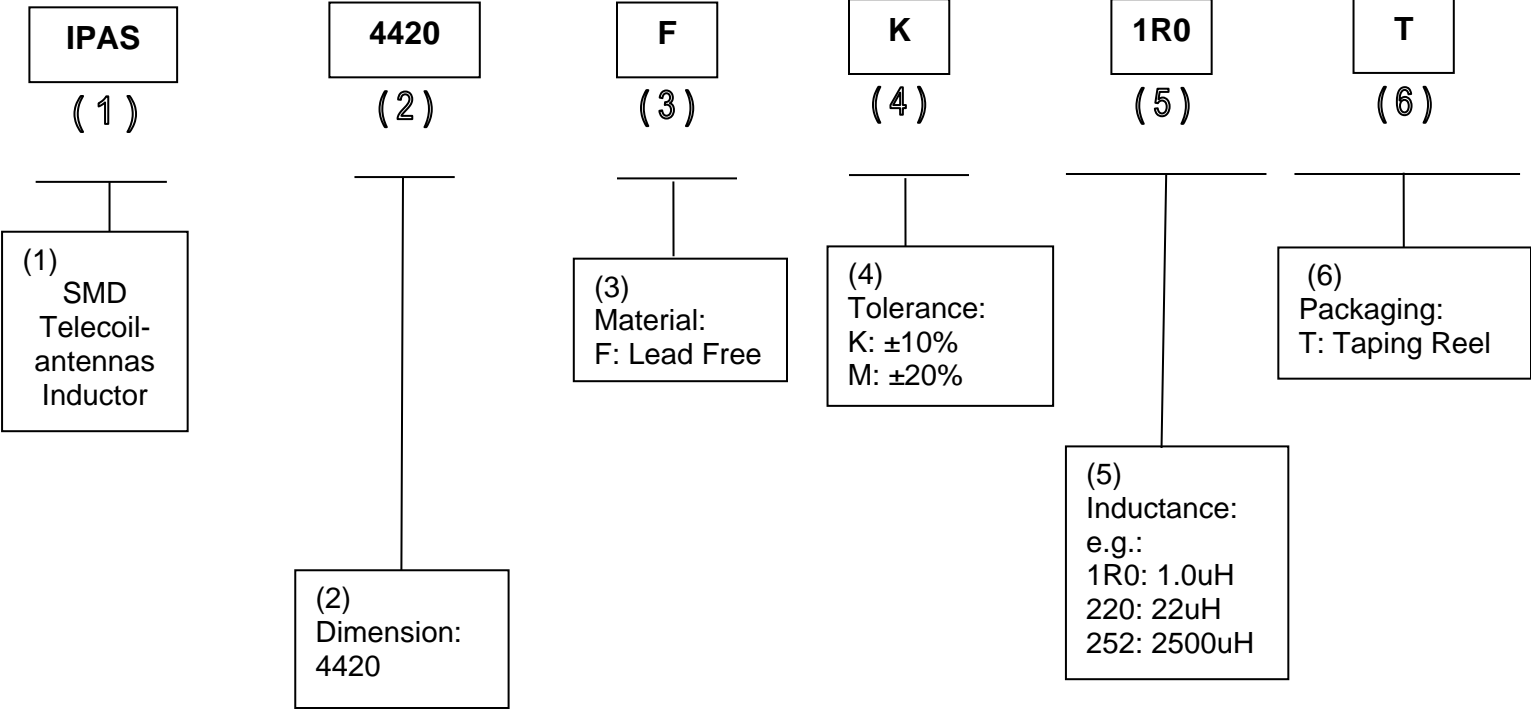 IPAS 4420 F K 1R0 T
(1) (2) (3) (4) (5) (6)
(1)
SMD
Telecoil-
antennas
Inductor
(2)
Dimension:
4420
(3)
Material:
F: Lead Free
(4)
Tolerance:
K: ±10%
M: ±20%
(5)
Inductance:
e.g.:
1R0: 1.0uH
220: 22uH
252: 2500uH
(6)
Packaging:
T: Taping Reel